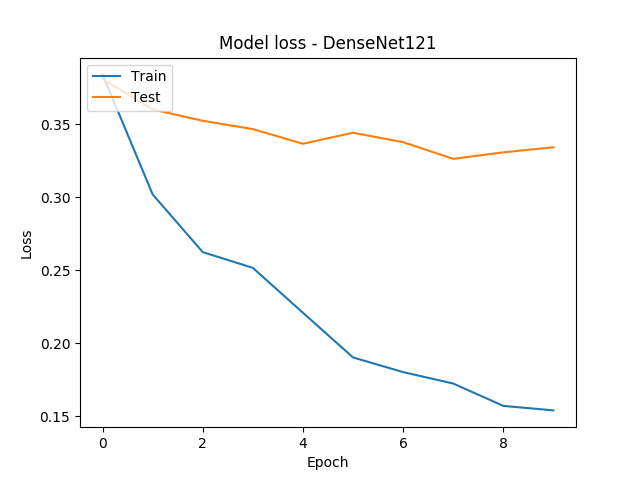 Model loss - DenseNet121
Train
Test
Loss
0.35
0.30
0.25
0.20
0.15
0 2 4 6 8
Epoch